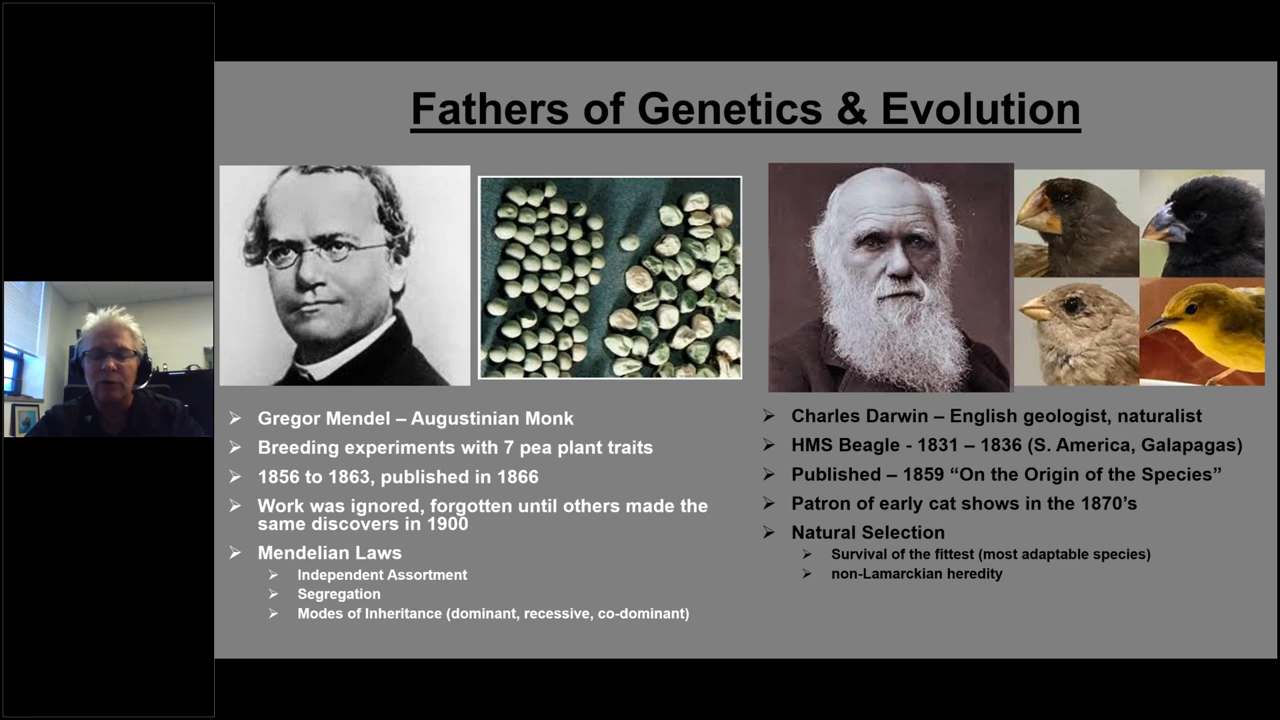 Fathers of Genetics & Evolution
Gregor Mendel – Augustinian Monk
Breeding experiments with 7 pea plant traits
1856 to 1863, published in 1866
Work was ignored, forgotten until others made the
same discovers in 1900
Mendelian Laws
Independent Assortment
Segregation
Modes of Inheritance (dominant, recessive, co-dominant)
Charles Darwin – English geologist, naturalist
HMS Beagle - 1831 – 1836 (S. America, Galapagas)
Published – 1859 “On the Origin of the Species”
Patron of early cat shows in the 1870’s
Natural Selection
Survival of the fittest (most adaptable species)
non-Lamarckian heredity